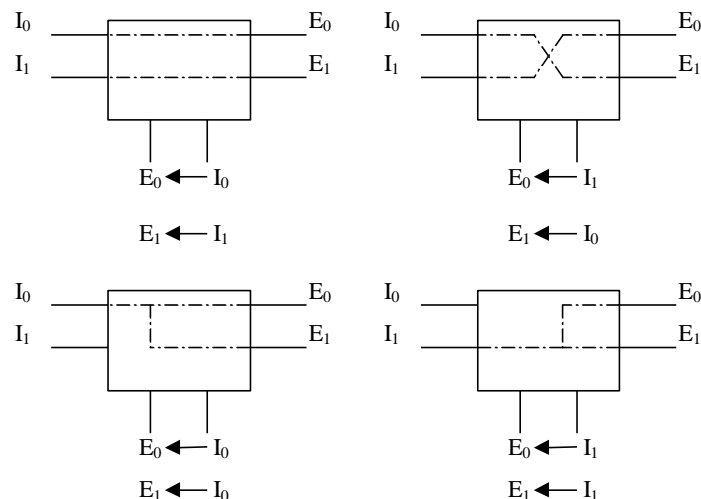 I₀ E₀ I₀ E₀
I₁ E₁ I₁ E₁
E₀ ← I₀ E₀ ← I₁
E₁ ← I₁ E₁ ← I₀
I₀ E₀ I₀ E₀
I₁ E₁ I₁ E₁
E₀ ← I₀ E₀ ← I₁
E₁ ← I₀ E₁ ← I₁